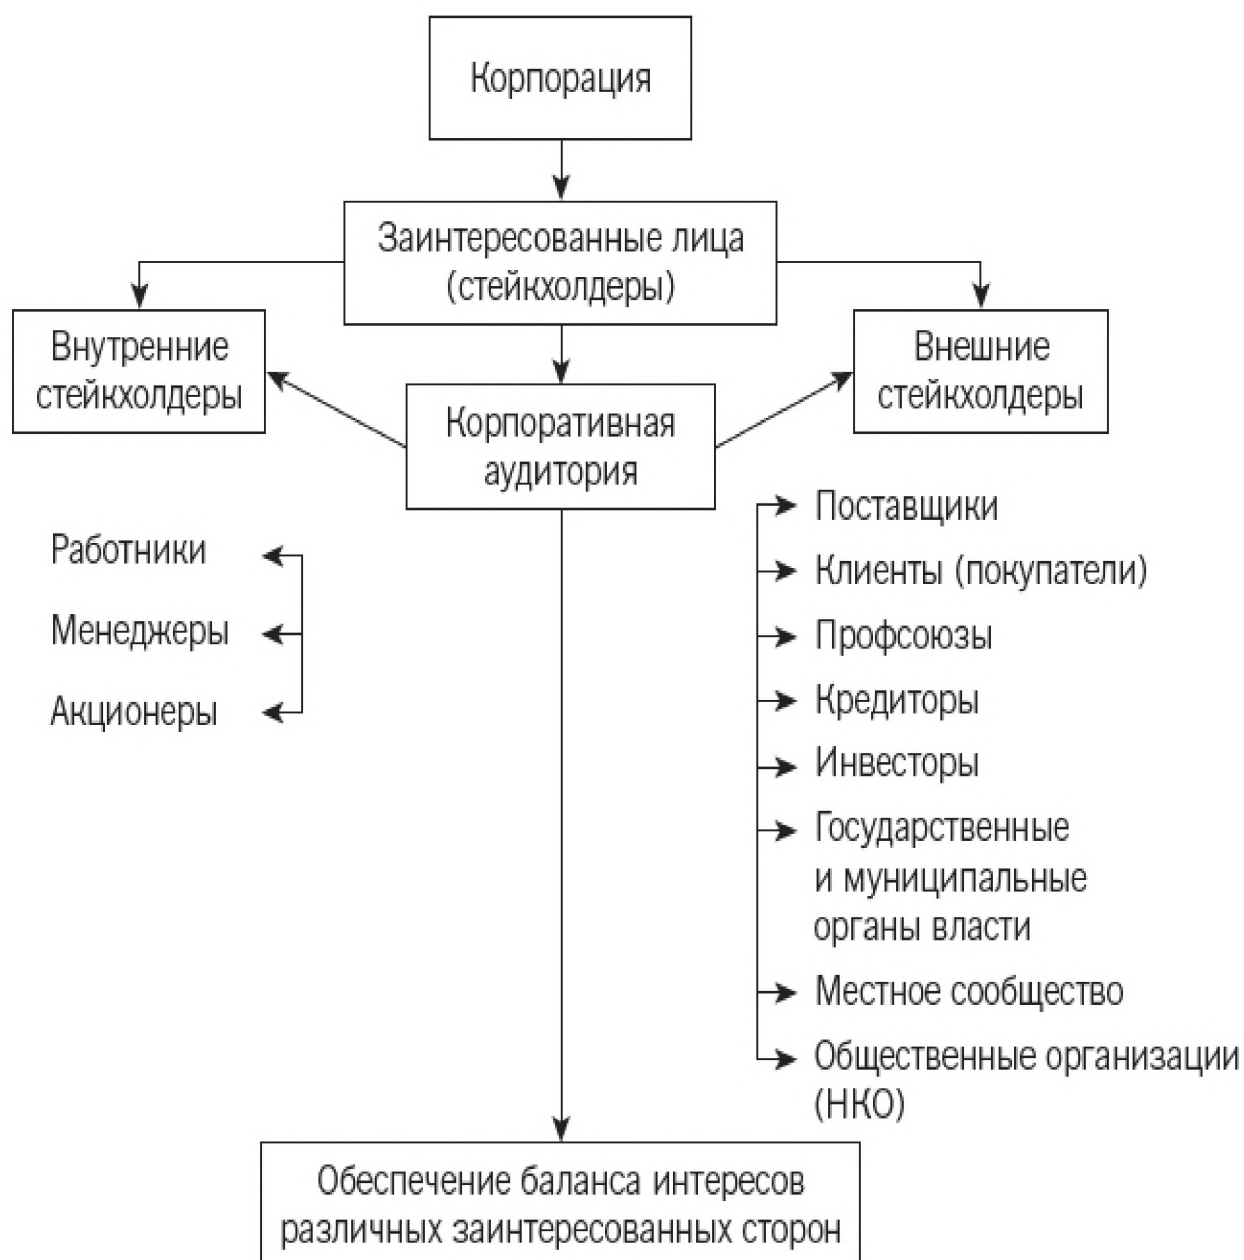 Корпорация
Заинтересованные лица
(стейкхолдеры)
Внутренние
стейкхолдеры
Внешние
стейкхолдеры
Корпоративная
аудитория
Работники
Менеджеры
Акционеры
Поставщики
Клиенты (покупатели)
Профсоюзы
Кредиторы
Инвесторы
Государственные
и муниципальные
органы власти
Местное сообщество
Общественные организации
(НКО)
Обеспечение баланса интересов
различных заинтересованных сторон